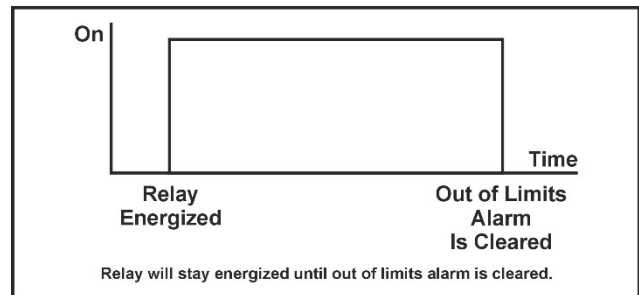 On
Time
Relay
Energized
Out of Limits
Alarm
Is Cleared
Relay will stay energized until out of limits alarm is cleared.